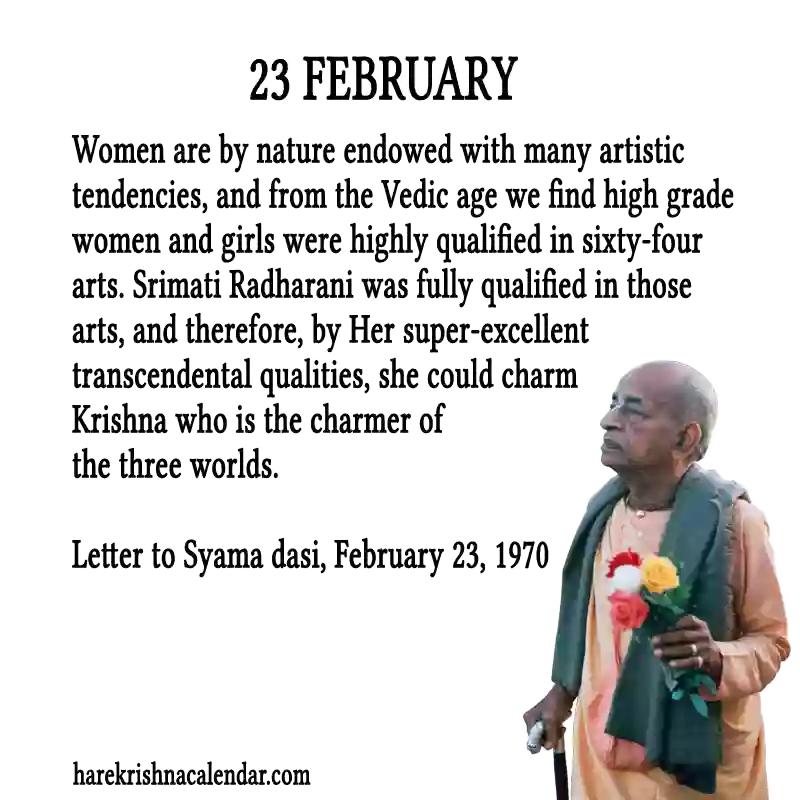 23 FEBRUARY
Women are by nature endowed with many artistic
tendencies, and from the Vedic age we find high grade
women and girls were highly qualified in sixty-four
arts. Srimati Radharani was fully qualified in those
arts, and therefore, by Her super-excellent
transcendental qualities, she could charm
Krishna who is the charmer of
the three worlds.
Letter to Syama dasi, February 23, 1970
harekrishnacalendar.com